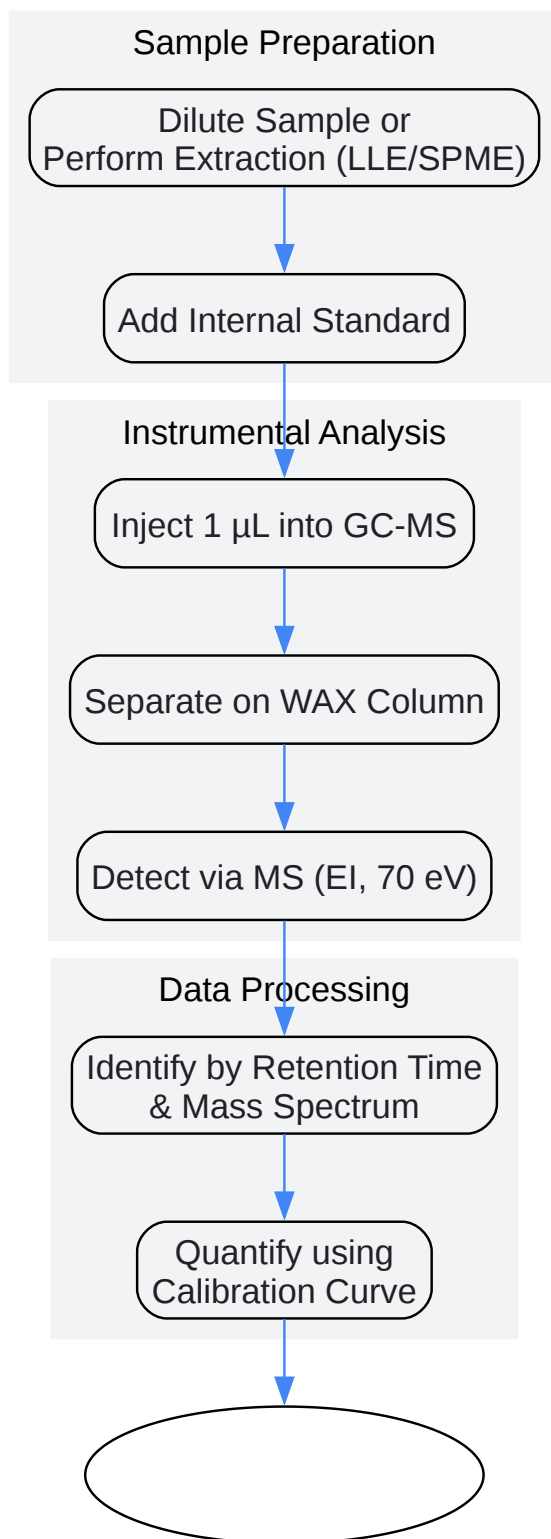 Sample Preparation
Dilute Sample or
Perform Extraction (LLE/SPME)
Add Internal Standard
Instrumental Analysis
Inject 1 µL into GC-MS
Separate on WAX Column
Detect via MS (EI, 70 eV)
Data Processing
Identify by Retention Time
& Mass Spectrum
Quantify using
Calibration Curve